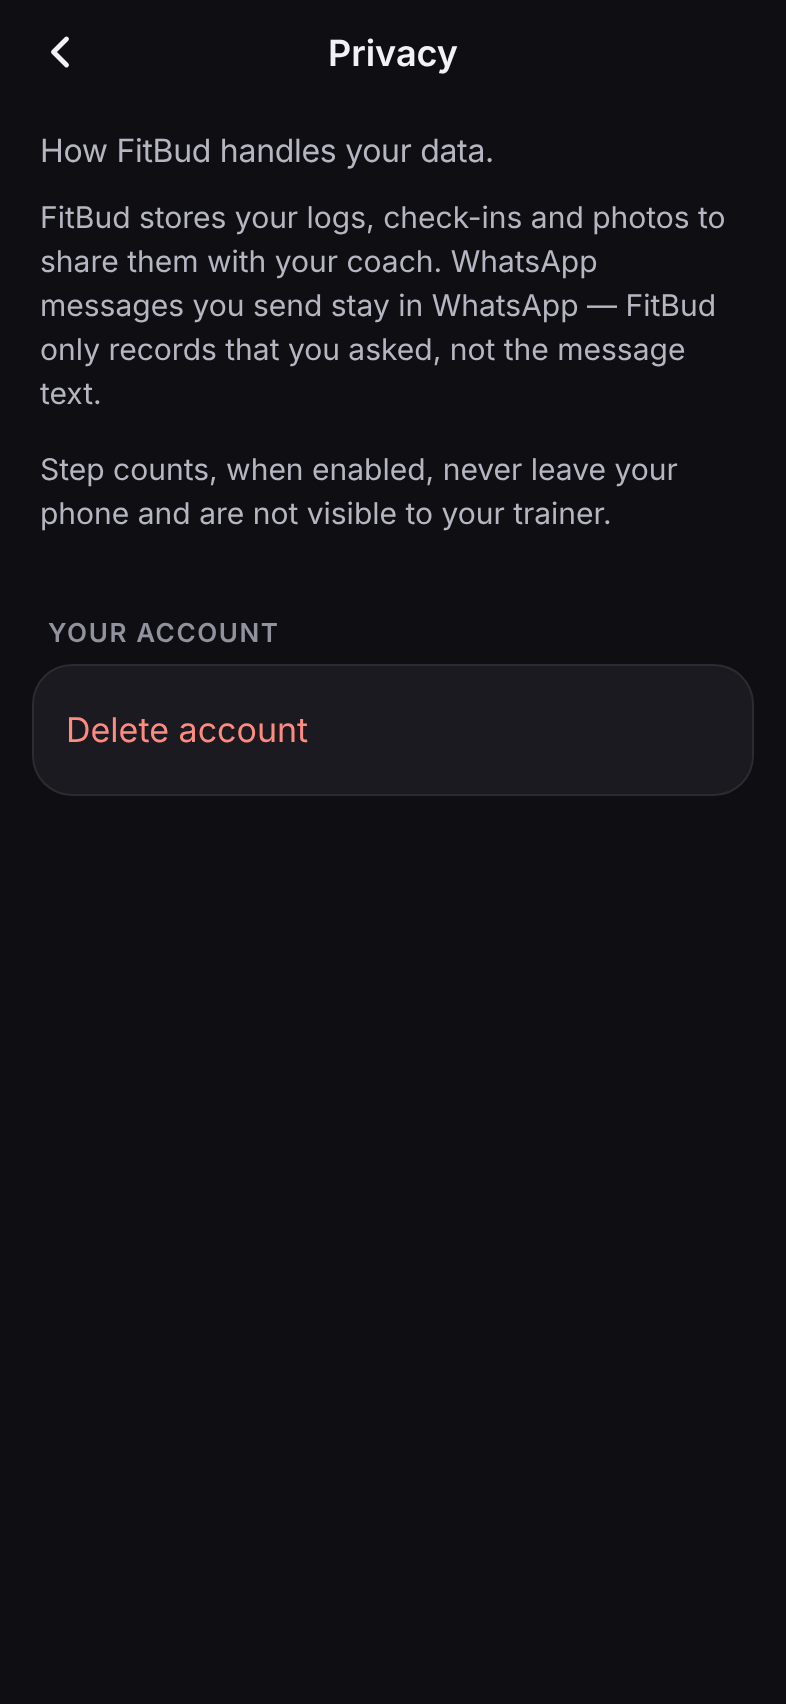 Privacy
How FitBud handles your data.
FitBud stores your logs, check-ins and photos to
share them with your coach. WhatsApp
messages you send stay in WhatsApp — FitBud
only records that you asked, not the message
text.
Step counts, when enabled, never leave your
phone and are not visible to your trainer.
YOUR ACCOUNT
Delete account